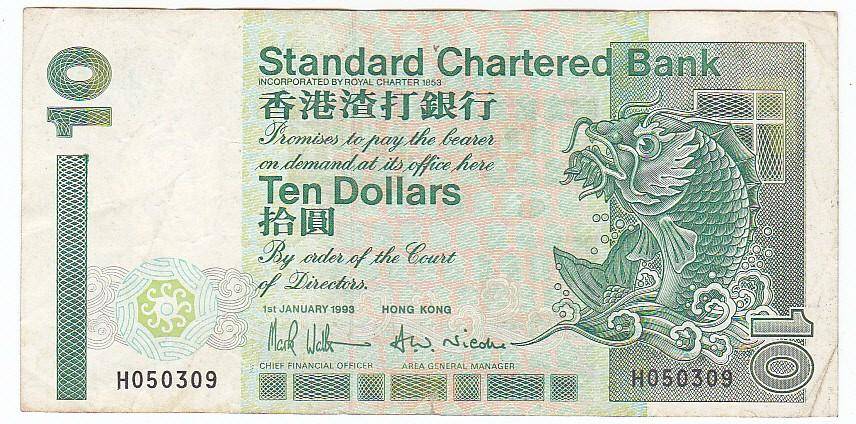 10
Standard Chartered Bank
INCORPORATED BY ROYAL CHARTER 1853
香港渣打銀行
Promises to pay the bearer
on demand at its office here
Ten Dollars
拾圓
By order of the Court
of Directors.
1st JANUARY 1993 HONG KONG
CHIEF FINANCIAL OFFICER AREA GENERAL MANAGER
H050309 H050309
10